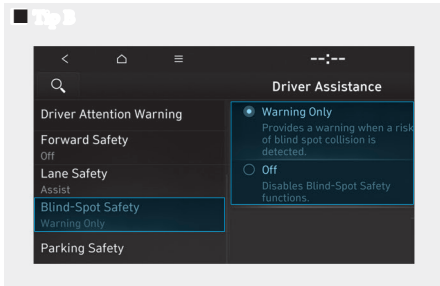 ■ Typ B
--:--
Driver Assistance
Driver Attention Warning
Forward Safety
Off
Lane Safety
Assist
Blind-Spot Safety
Warning Only
Parking Safety
Warning Only
Provides a warning when a risk
of blind spot collision is
detected.
Off
Disables Blind-Spot Safety
functions.